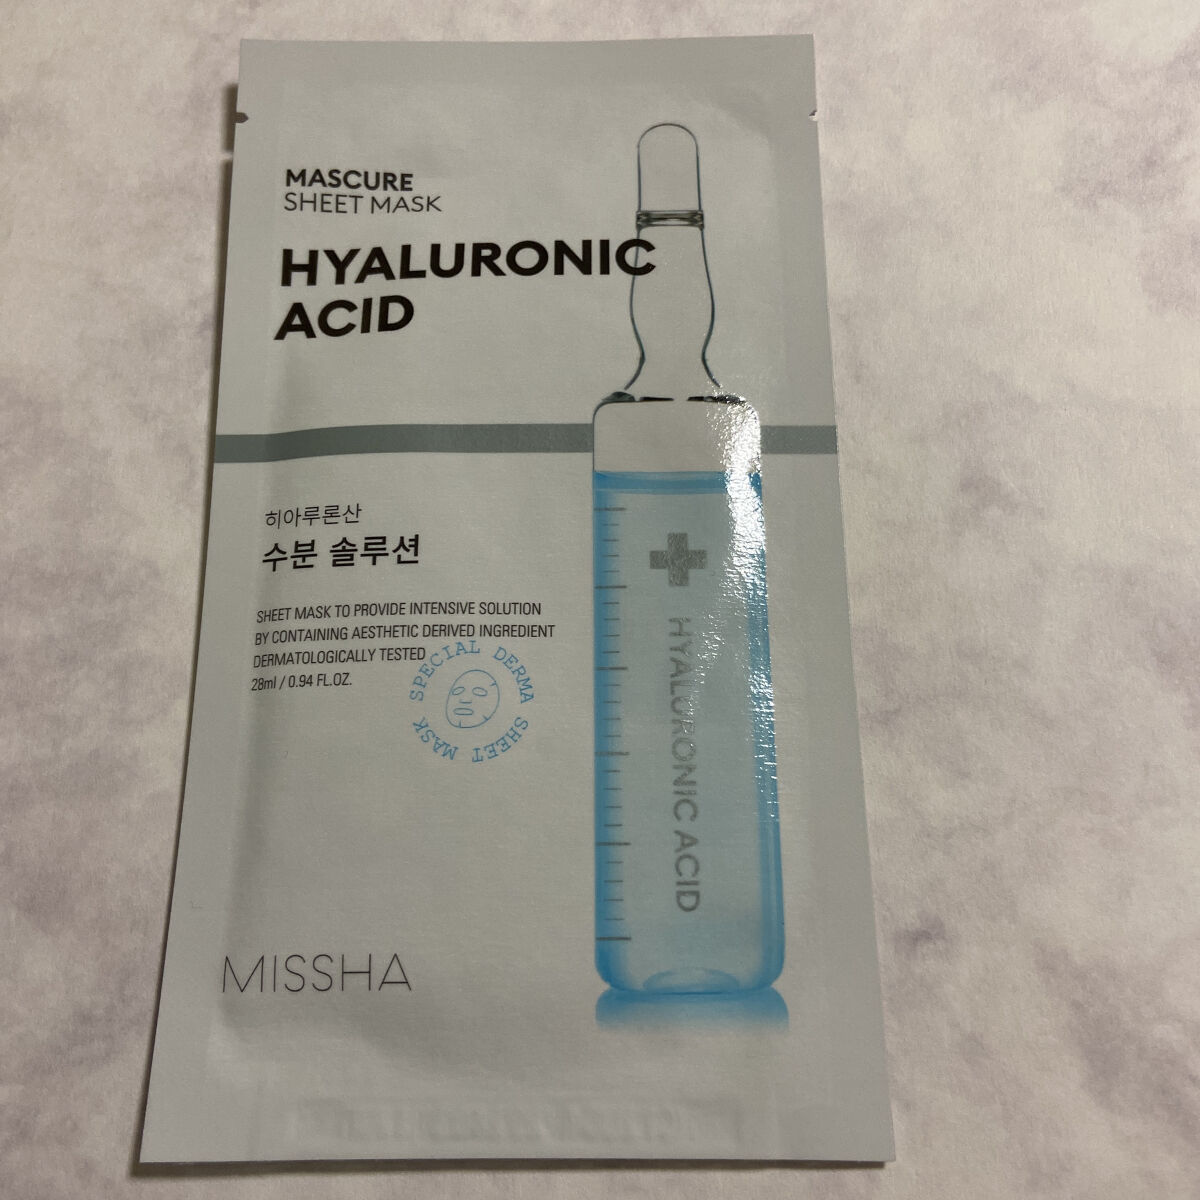 MASCURE
SHEET MASK
HYALURONIC
ACID
히아루론산
수분 솔루션
SHEET MASK TO PROVIDE INTENSIVE SOLUTION
BY CONTAINING AESTHETIC DERIVED INGREDIENT
DERMATOLOGICALLY TESTED
28ml / 0.94 FL.OZ.
SPECIAL DERMA SHEET MASK
HYALURONIC ACID
MISSHA